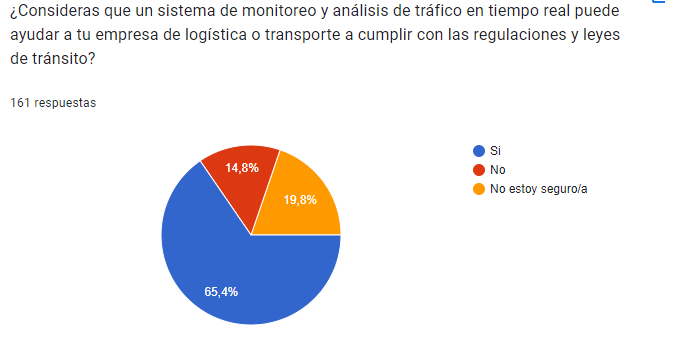 ¿Consideras que un sistema de monitoreo y análisis de tráfico en tiempo real puede
ayudar a tu empresa de logística o transporte a cumplir con las regulaciones y leyes
de tránsito?
161 respuestas
Si
No
No estoy seguro/a
14,8%
19,8%
65,4%